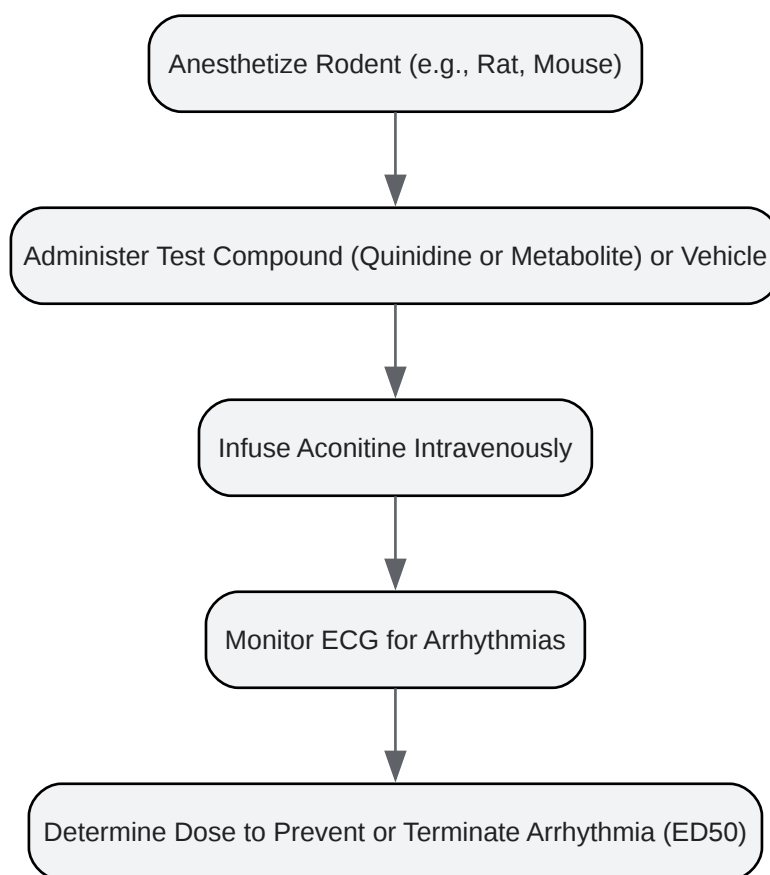 Anesthetize Rodent (e.g., Rat, Mouse)
Administer Test Compound (Quinidine or Metabolite) or Vehicle
Infuse Aconitine Intravenously
Monitor ECG for Arrhythmias
Determine Dose to Prevent or Terminate Arrhythmia (ED50)